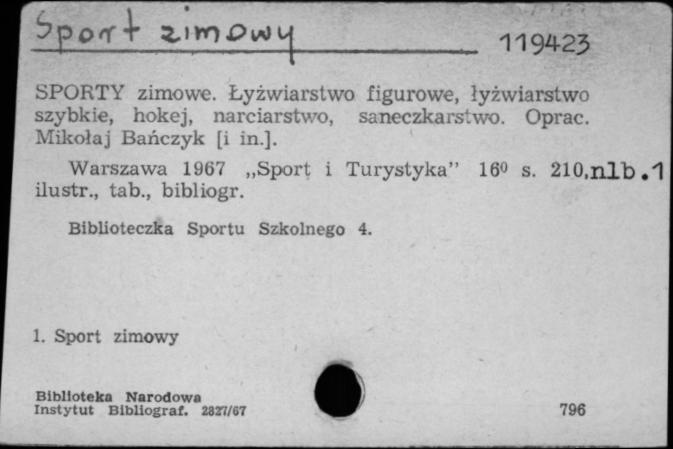 Sport zimowy
119423
SPORTY zimowe. Łyżwiarstwo figurowe, łyżwiarstwo
szybkie, hokej, narciarstwo, saneczkarstwo. Oprac.
Mikołaj Bańczyk [i in.].
Warszawa 1967 „Sport i Turystyka” 16⁰ s. 210,nlb.1
ilustr., tab., bibliogr.
Biblioteczka Sportu Szkolnego 4.
1. Sport zimowy
Biblioteka Narodowa
Instytut Bibliograf. 2827/67
796